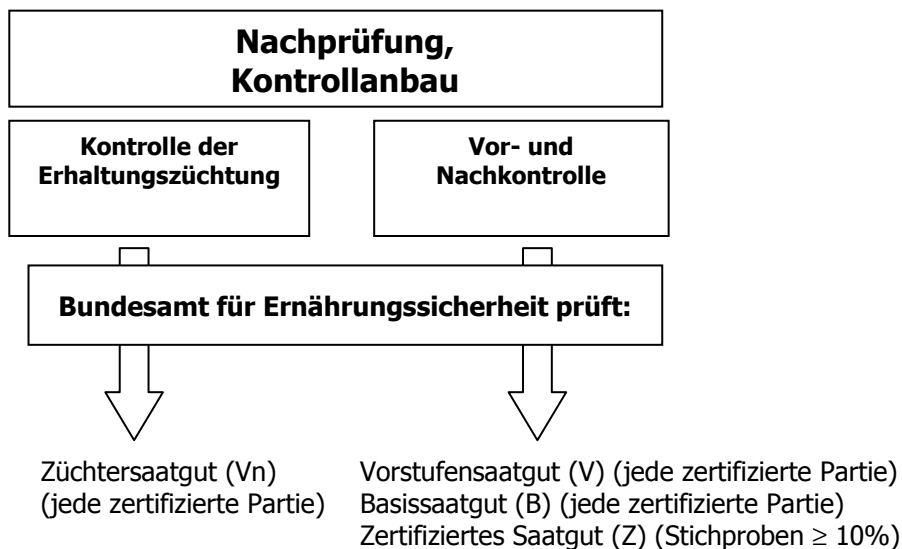 Nachprüfung,
Kontrollanbau
Kontrolle der
Erhaltungszüchtung
Vor- und
Nachkontrolle
Bundesamt für Ernährungssicherheit prüft:
Züchtersaatgut (Vn)
(jede zertifizierte Partie)
Vorstufensaatgut (V) (jede zertifizierte Partie)
Basissaatgut (B) (jede zertifizierte Partie)
Zertifiziertes Saatgut (Z) (Stichproben ≥ 10%)